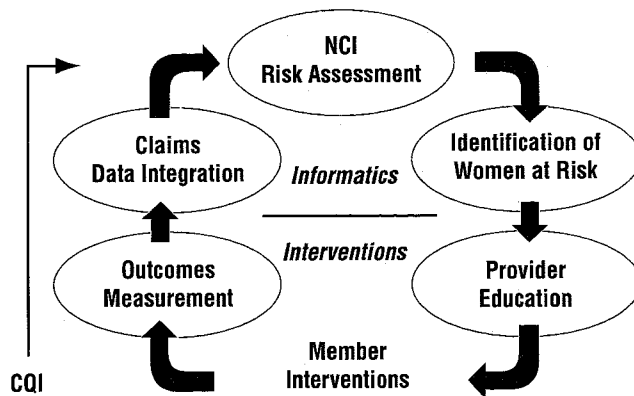 NCI
Risk Assessment
Claims
Data Integration
Identification of
Women at Risk
Informatics
Interventions
Outcomes
Measurement
Provider
Education
Member
Interventions
CQI